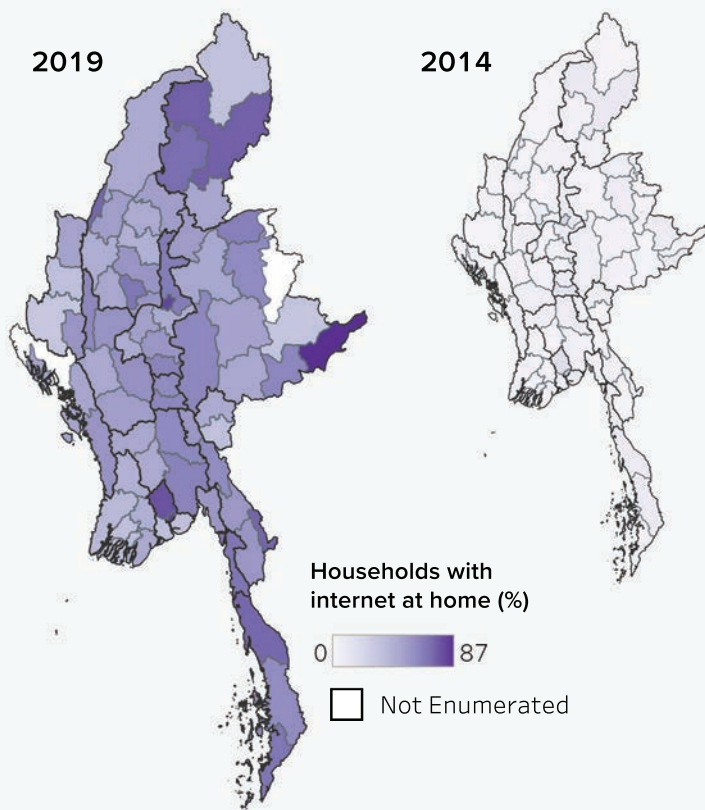 2019
2014
Households with
internet at home (%)
0
87
Not Enumerated